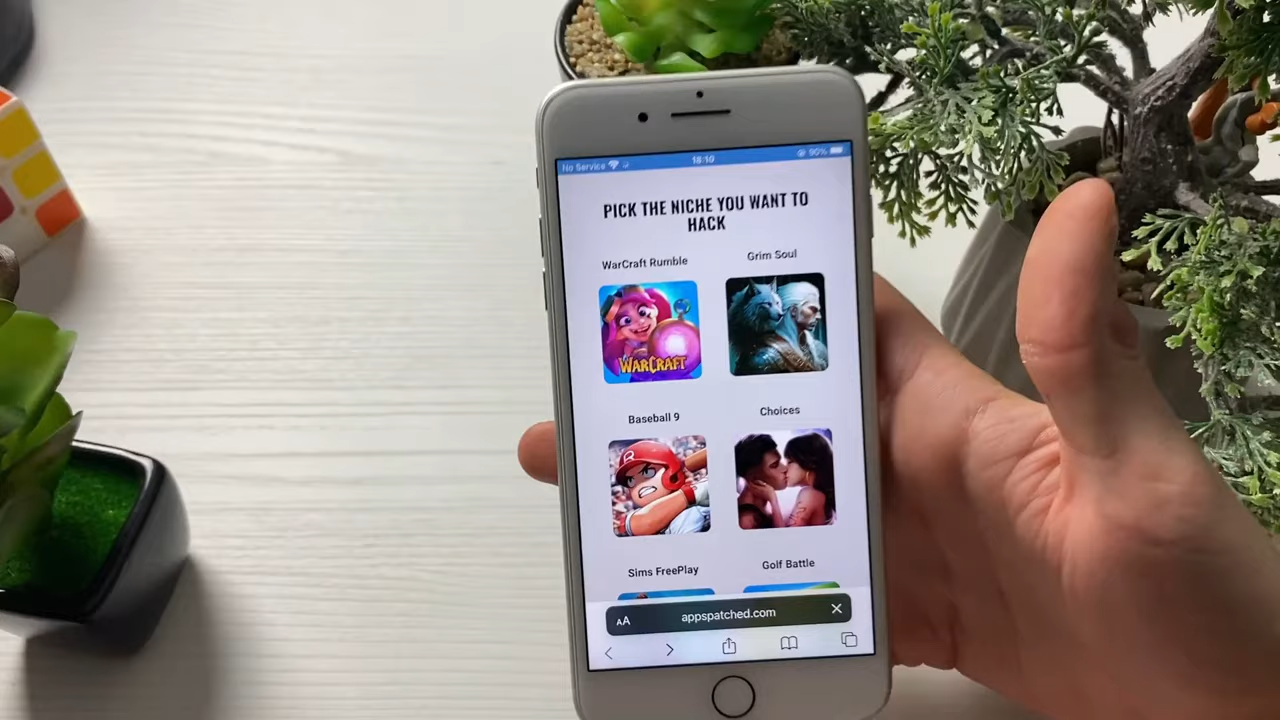 No Service 18:10 90%
PICK THE NICHE YOU WANT TO
HACK
WarCraft Rumble Grim Soul
WARCRAFT
Baseball 9 Choices
R
Sims FreePlay Golf Battle
AA appspatched.com